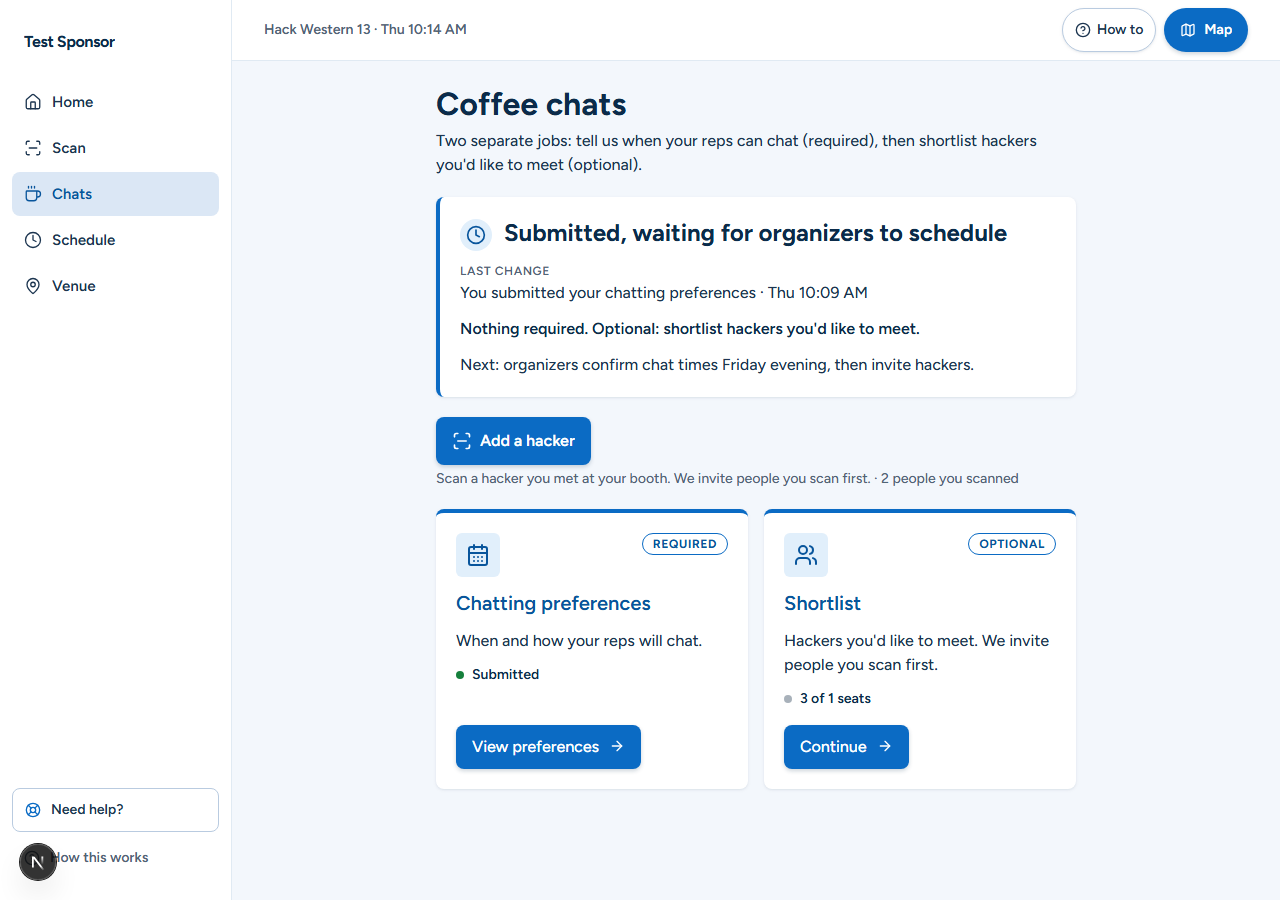 Test Sponsor
Hack Western 13 · Thu 10:14 AM
How to
Map
Home
Scan
Chats
Schedule
Venue
Coffee chats
Two separate jobs: tell us when your reps can chat (required), then shortlist hackers
you'd like to meet (optional).
Submitted, waiting for organizers to schedule
LAST CHANGE
You submitted your chatting preferences · Thu 10:09 AM
Nothing required. Optional: shortlist hackers you'd like to meet.
Next: organizers confirm chat times Friday evening, then invite hackers.
Add a hacker
Scan a hacker you met at your booth. We invite people you scan first. · 2 people you scanned
REQUIRED
Chatting preferences
When and how your reps will chat.
Submitted
View preferences
OPTIONAL
Shortlist
Hackers you'd like to meet. We invite
people you scan first.
3 of 1 seats
Continue
Need help?
How this works
N